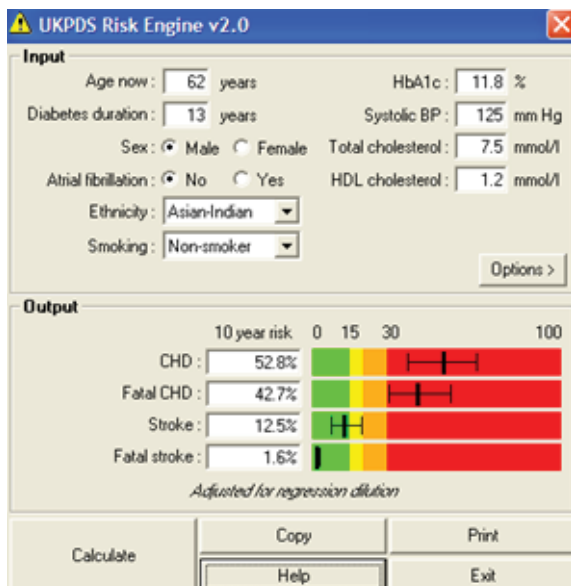 UKPDS Risk Engine v2.0
Input
Age now : 62 years HbA1c : 11.8 %
Diabetes duration : 13 years Systolic BP : 125 mm Hg
Sex : Male Female Total cholesterol : 7.5 mmol/l
Atrial fibrillation : No Yes HDL cholesterol : 1.2 mmol/l
Ethnicity : Asian-Indian
Smoking : Non-smoker
Options >
Output
10 year risk 0 15 30 100
CHD : 52.8%
Fatal CHD : 42.7%
Stroke : 12.5%
Fatal stroke : 1.6%
Adjusted for regression dilution
Calculate Copy Print
Help Exit